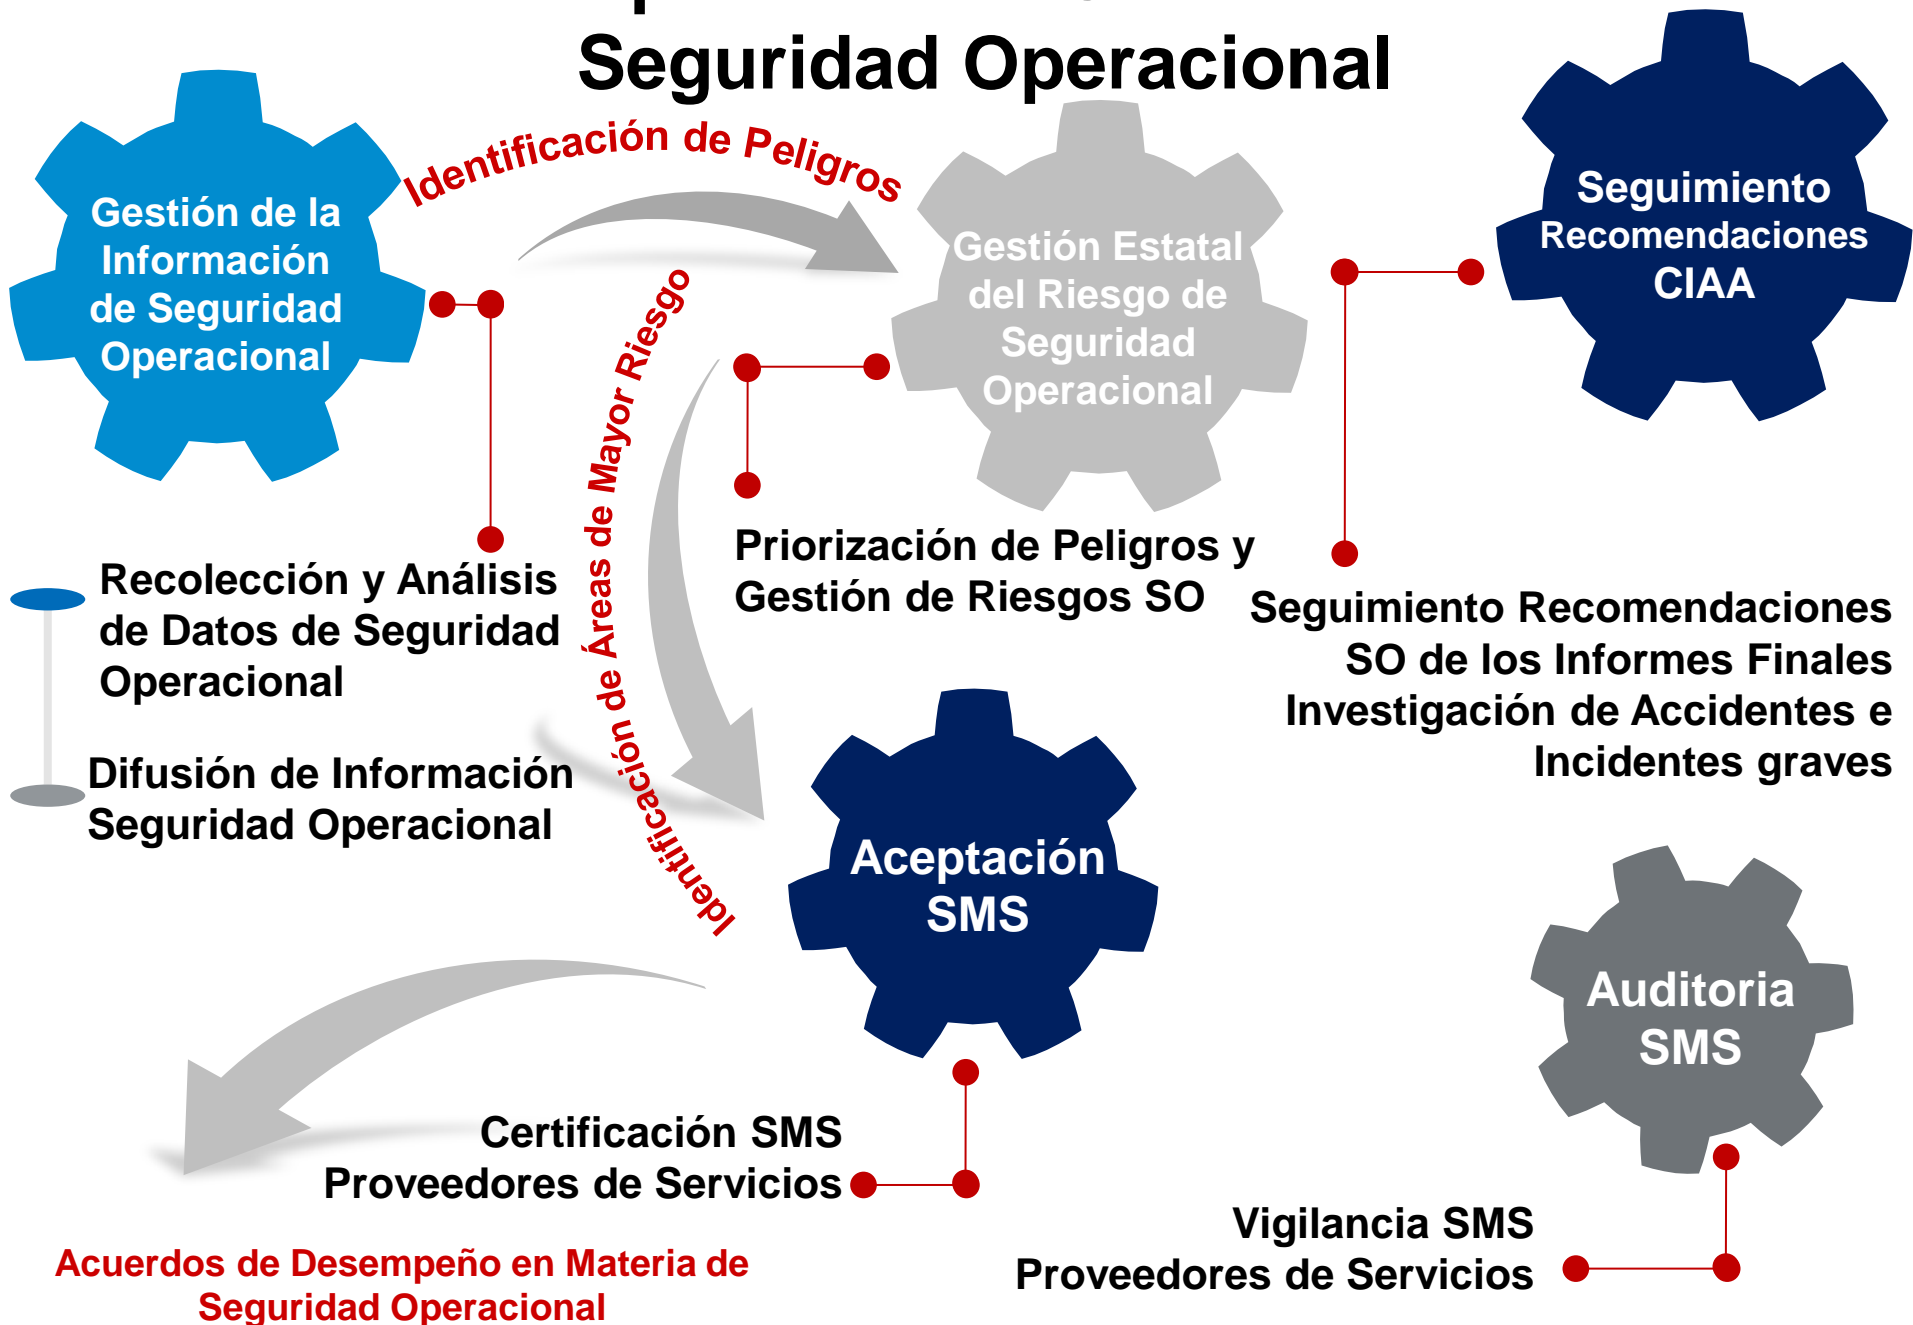 Seguridad Operacional
Identificación de Peligros
Gestión de la
Información
de Seguridad
Operacional
Gestión Estatal
del Riesgo de
Seguridad
Operacional
Seguimiento
Recomendaciones
CIAA
Identificación de Áreas de Mayor Riesgo
Recolección y Análisis
de Datos de Seguridad
Operacional
Difusión de Información
Seguridad Operacional
Priorización de Peligros y
Gestión de Riesgos SO
Seguimiento Recomendaciones
SO de los Informes Finales
Investigación de Accidentes e
Incidentes graves
Aceptación
SMS
Auditoria
SMS
Certificación SMS
Proveedores de Servicios
Vigilancia SMS
Proveedores de Servicios
Acuerdos de Desempeño en Materia de
Seguridad Operacional